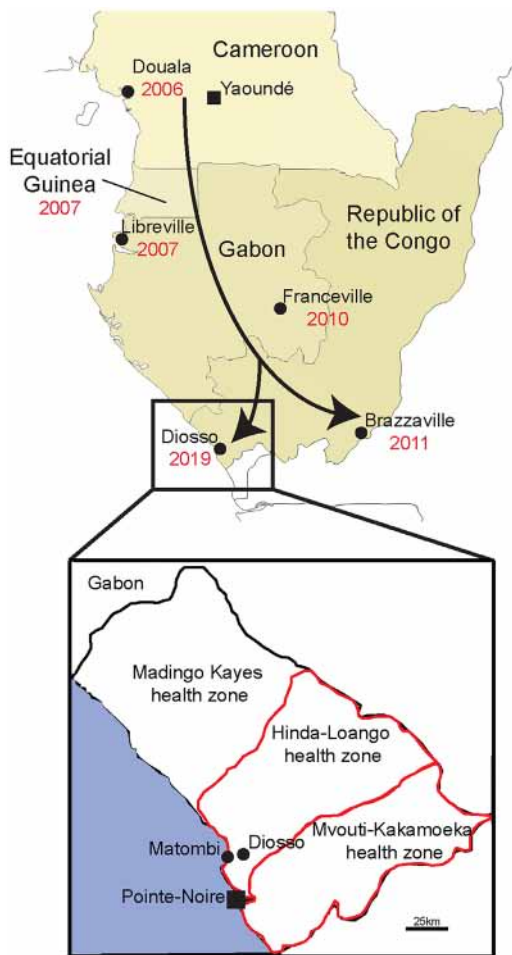 Cameroon
Douala
2006
Yaoundé
Equatorial
Guinea
2007
Libreville
2007
Gabon
Republic of
the Congo
Franceville
2010
Brazzaville
2011
Diosso
2019
Gabon
Madingo Kayes
health zone
Hinda-Loango
health zone
Mvouti-Kakamoeka
health zone
Matombi
Diosso
Pointe-Noire
25km